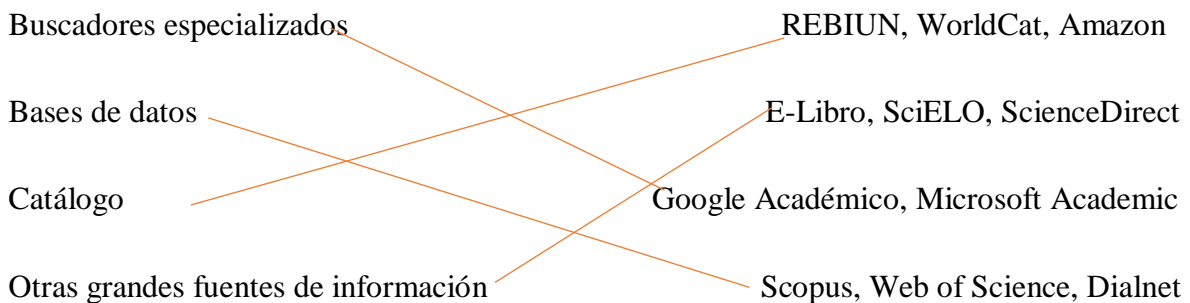 Buscadores especializados REBIUN, WorldCat, Amazon
Bases de datos E-Libro, SciELO, ScienceDirect
Catálogo Google Académico, Microsoft Academic
Otras grandes fuentes de información Scopus, Web of Science, Dialnet